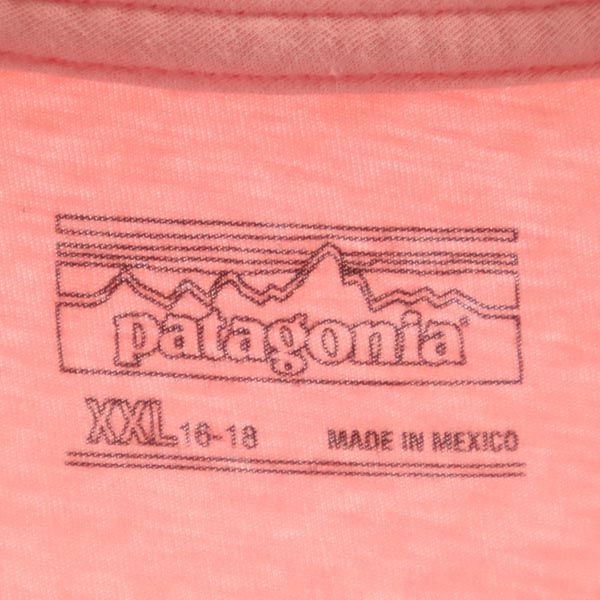 patagonia®
XXL 16-18 MADE IN MEXICO